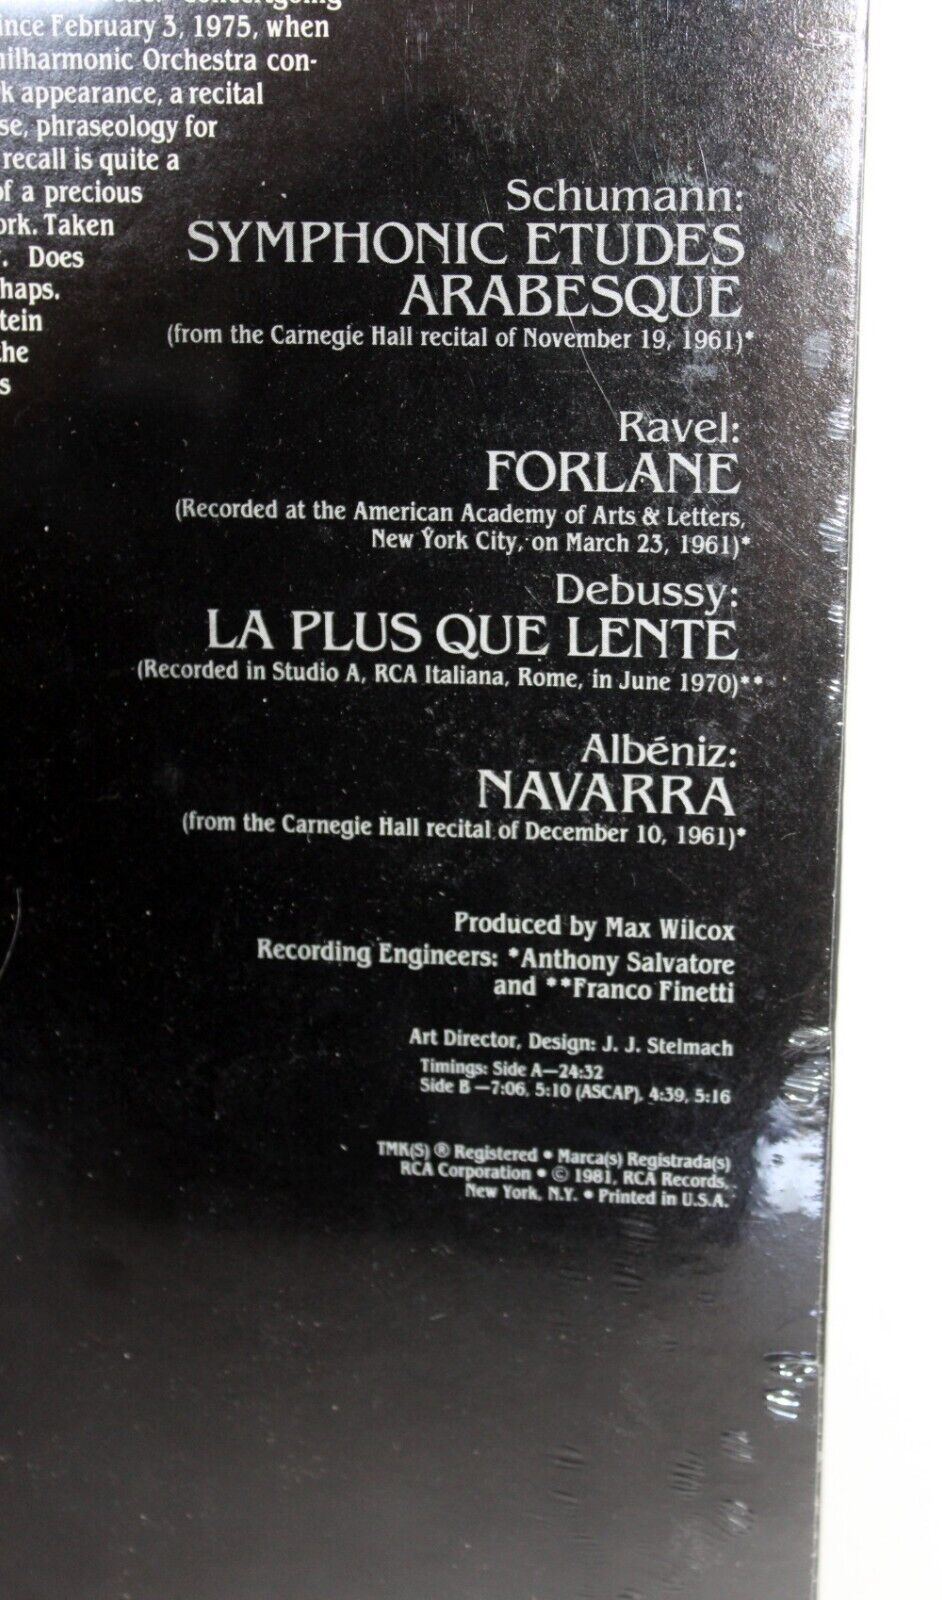 since February 3, 1975, when
Philharmonic Orchestra con-
k appearance, a recital
se, phraseology for
recall is quite a
of a precious
ork. Taken
. Does
haps.
tein
the
s
Schumann:
SYMPHONIC ETUDES
ARABESQUE
(from the Carnegie Hall recital of November 19, 1961)*
Ravel:
FORLANE
(Recorded at the American Academy of Arts & Letters,
New York City, on March 23, 1961)*
Debussy:
LA PLUS QUE LENTE
(Recorded in Studio A, RCA Italiana, Rome, in June 1970)**
Albéniz:
NAVARRA
(from the Carnegie Hall recital of December 10, 1961)*
Produced by Max Wilcox
Recording Engineers: *Anthony Salvatore
and **Franco Finetti
Art Director, Design: J. J. Stelmach
Timings: Side A—24:32
Side B—7:06, 5:10 (ASCAP), 4:39, 5:16
TMK(S) ® Registered • Marca(s) Registrada(s)
RCA Corporation • © 1981, RCA Records,
New York, N.Y. • Printed in U.S.A.